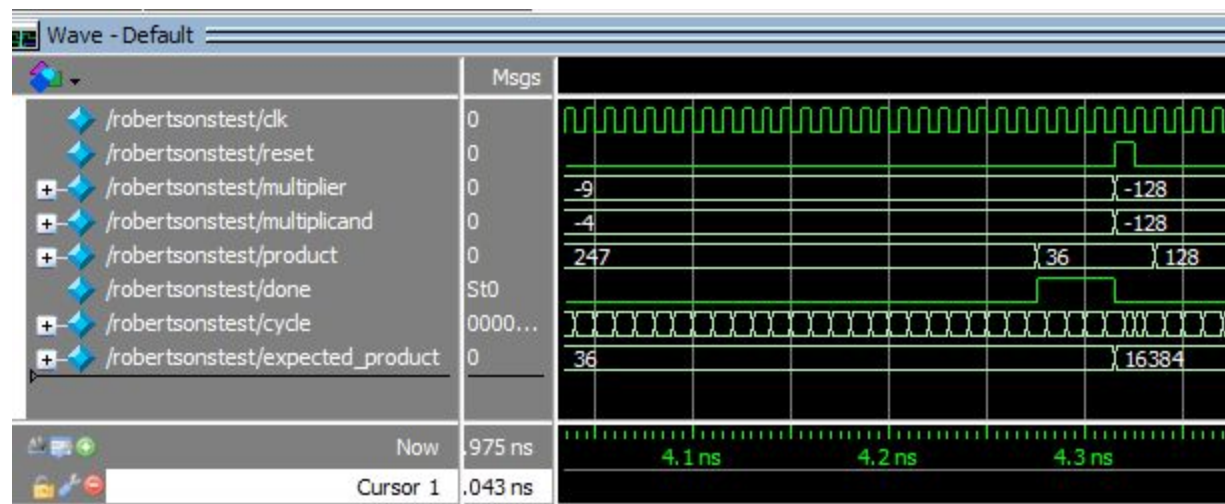 Wave - Default
Msgs
/robertsonstest/clk 0
/robertsonstest/reset 0
/robertsonstest/multiplier 0 -9 -128
/robertsonstest/multiplicand 0 -4 -128
/robertsonstest/product 0 247 36 128
/robertsonstest/done St0
/robertsonstest/cycle 0000...
/robertsonstest/expected_product 0 36 16384
Now .975 ns 4.1 ns 4.2 ns 4.3 ns
Cursor 1 .043 ns